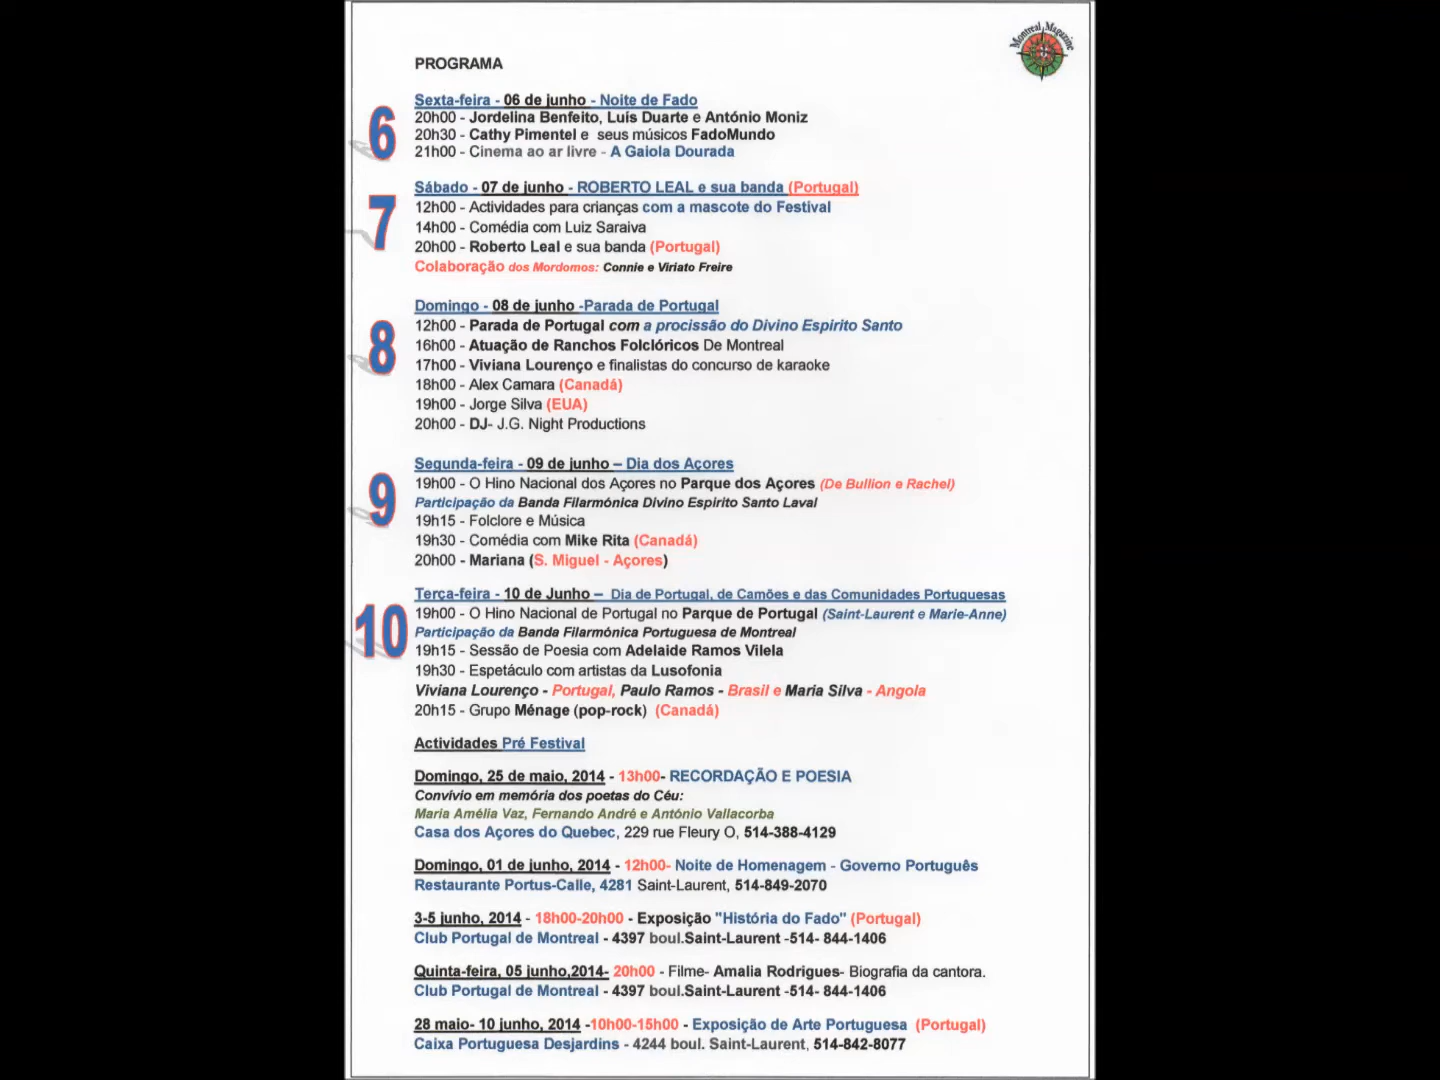 Montreal Magazine
PROGRAMA
6
Sexta-feira - 06 de junho - Noite de Fado
20h00 - Jordelina Benfeito, Luís Duarte e António Moniz
20h30 - Cathy Pimentel e seus músicos FadoMundo
21h00 - Cinema ao ar livre - A Gaiola Dourada
7
Sábado - 07 de junho - ROBERTO LEAL e sua banda (Portugal)
12h00 - Actividades para crianças com a mascote do Festival
14h00 - Comédia com Luiz Saraiva
20h00 - Roberto Leal e sua banda (Portugal)
Colaboração dos Mordomos: Connie e Viriato Freire
8
Domingo - 08 de junho -Parada de Portugal
12h00 - Parada de Portugal com a procissão do Divino Espirito Santo
16h00 - Atuação de Ranchos Folclóricos De Montreal
17h00 - Viviana Lourenço e finalistas do concurso de karaoke
18h00 - Alex Camara (Canadá)
19h00 - Jorge Silva (EUA)
20h00 - DJ- J.G. Night Productions
9
Segunda-feira - 09 de junho – Dia dos Açores
19h00 - O Hino Nacional dos Açores no Parque dos Açores (De Bullion e Rachel)
Participação da Banda Filarmónica Divino Espirito Santo Laval
19h15 - Folclore e Música
19h30 - Comédia com Mike Rita (Canadá)
20h00 - Mariana (S. Miguel - Açores)
10
Terça-feira - 10 de Junho – Dia de Portugal, de Camões e das Comunidades Portuguesas
19h00 - O Hino Nacional de Portugal no Parque de Portugal (Saint-Laurent e Marie-Anne)
Participação da Banda Filarmónica Portuguesa de Montreal
19h15 - Sessão de Poesia com Adelaide Ramos Vilela
19h30 - Espetáculo com artistas da Lusofonia
Viviana Lourenço - Portugal, Paulo Ramos - Brasil e Maria Silva - Angola
20h15 - Grupo Ménage (pop-rock) (Canadá)
Actividades Pré Festival
Domingo, 25 de maio, 2014 - 13h00- RECORDAÇÃO E POESIA
Convívio em memória dos poetas do Céu:
Maria Amélia Vaz, Fernando André e António Vallacorba
Casa dos Açores do Quebec, 229 rue Fleury O, 514-388-4129
Domingo, 01 de junho, 2014 - 12h00- Noite de Homenagem - Governo Português
Restaurante Portus-Calle, 4281 Saint-Laurent, 514-849-2070
3-5 junho, 2014 - 18h00-20h00 - Exposição "História do Fado" (Portugal)
Club Portugal de Montreal - 4397 boul.Saint-Laurent -514- 844-1406
Quinta-feira, 05 junho,2014- 20h00 - Filme- Amalia Rodrigues- Biografia da cantora.
Club Portugal de Montreal - 4397 boul.Saint-Laurent -514- 844-1406
28 maio- 10 junho, 2014 -10h00-15h00 - Exposição de Arte Portuguesa (Portugal)
Caixa Portuguesa Desjardins - 4244 boul. Saint-Laurent, 514-842-8077